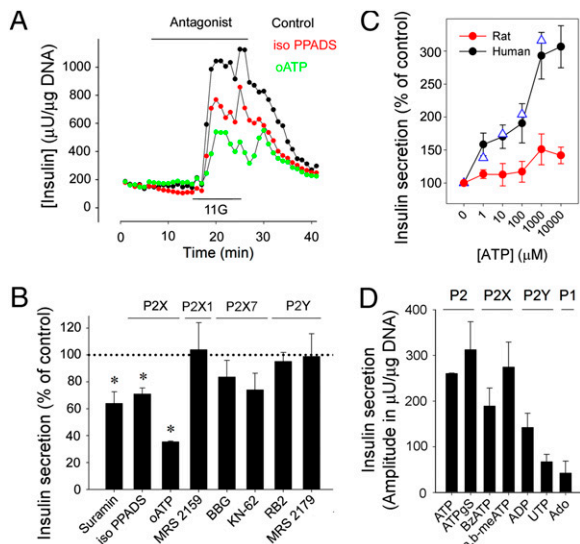 A
Antagonist
Control
iso PPADS
oATP
[Insulin] (µU/µg DNA)
1000
800
600
400
200
0
11G
0 10 20 30 40
Time (min)
C
Rat
Human
Insulin secretion (% of control)
300
250
200
150
100
0 1 10 100 1000 10000
[ATP] (µM)
B
P2X P2X1 P2X7 P2Y
Insulin secretion (% of control)
120
100
80
60
40
20
0
* * *
Suramin
iso PPADS
oATP
MRS 2159
BBG
KN-62
RB2
MRS 2179
D
P2 P2X P2Y P1
Insulin secretion
(Amplitude in µU/µg DNA)
400
300
200
100
0
ATP
ATPgS
BzATP
b-meATP
ADP
UTP
Ado